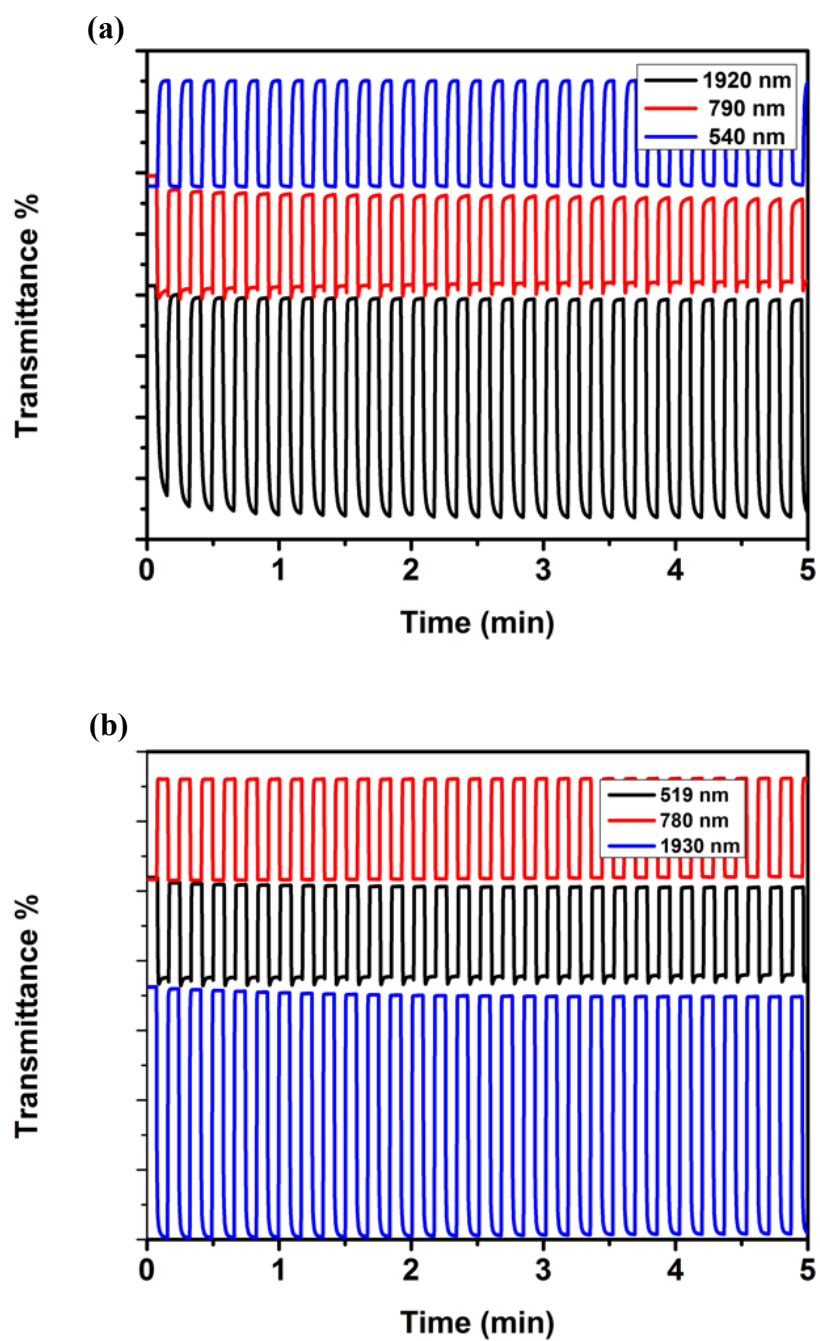 (a)
1920 nm
790 nm
540 nm
Transmittance %
0 1 2 3 4 5
Time (min)
(b)
519 nm
780 nm
1930 nm
Transmittance %
0 1 2 3 4 5
Time (min)